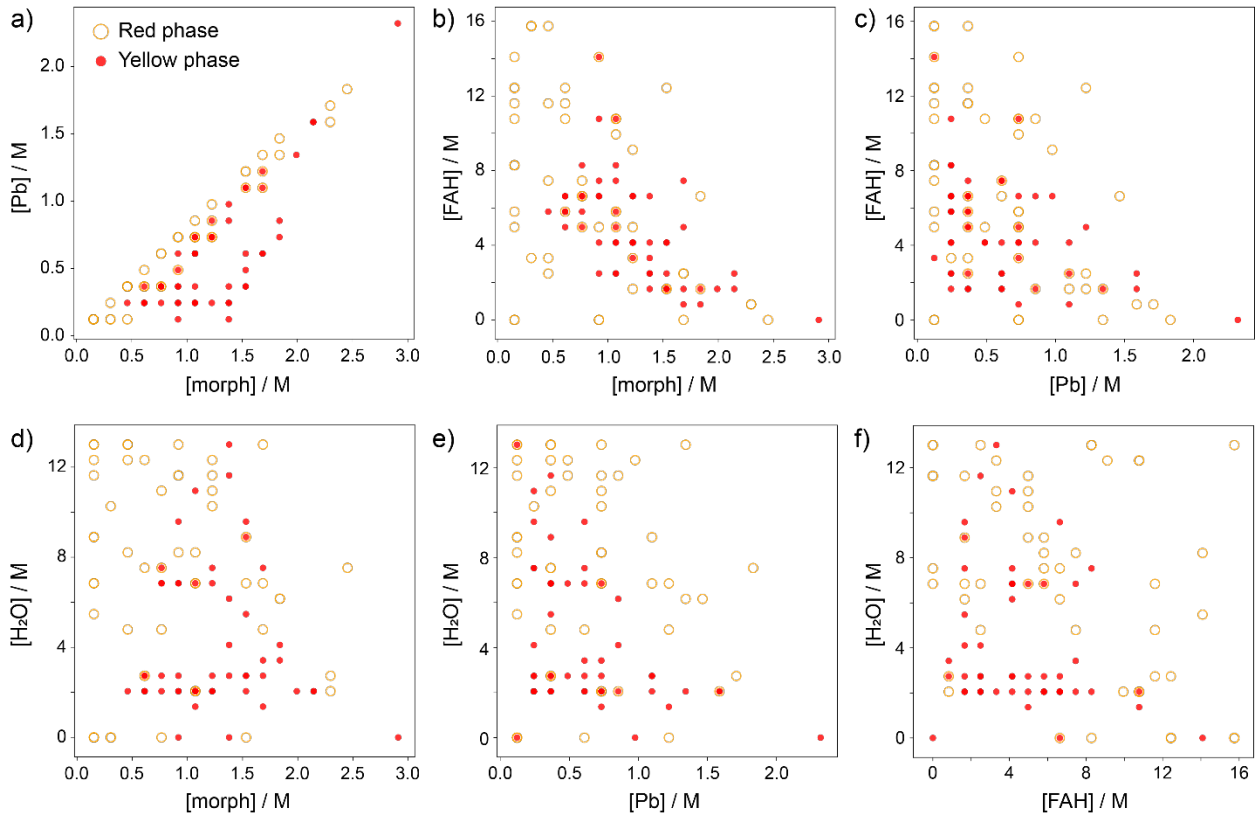 a)
Red phase
Yellow phase
[Pb] / M
2.0
1.5
1.0
0.5
0.0
0.0 0.5 1.0 1.5 2.0 2.5 3.0
[morph] / M
b)
[FAH] / M
16
12
8
4
0
0.0 0.5 1.0 1.5 2.0 2.5 3.0
[morph] / M
c)
[FAH] / M
16
12
8
4
0
0.0 0.5 1.0 1.5 2.0
[Pb] / M
d)
[H₂O] / M
12
8
4
0
0.0 0.5 1.0 1.5 2.0 2.5 3.0
[morph] / M
e)
[H₂O] / M
12
8
4
0
0.0 0.5 1.0 1.5 2.0
[Pb] / M
f)
[H₂O] / M
12
8
4
0
0 4 8 12 16
[FAH] / M